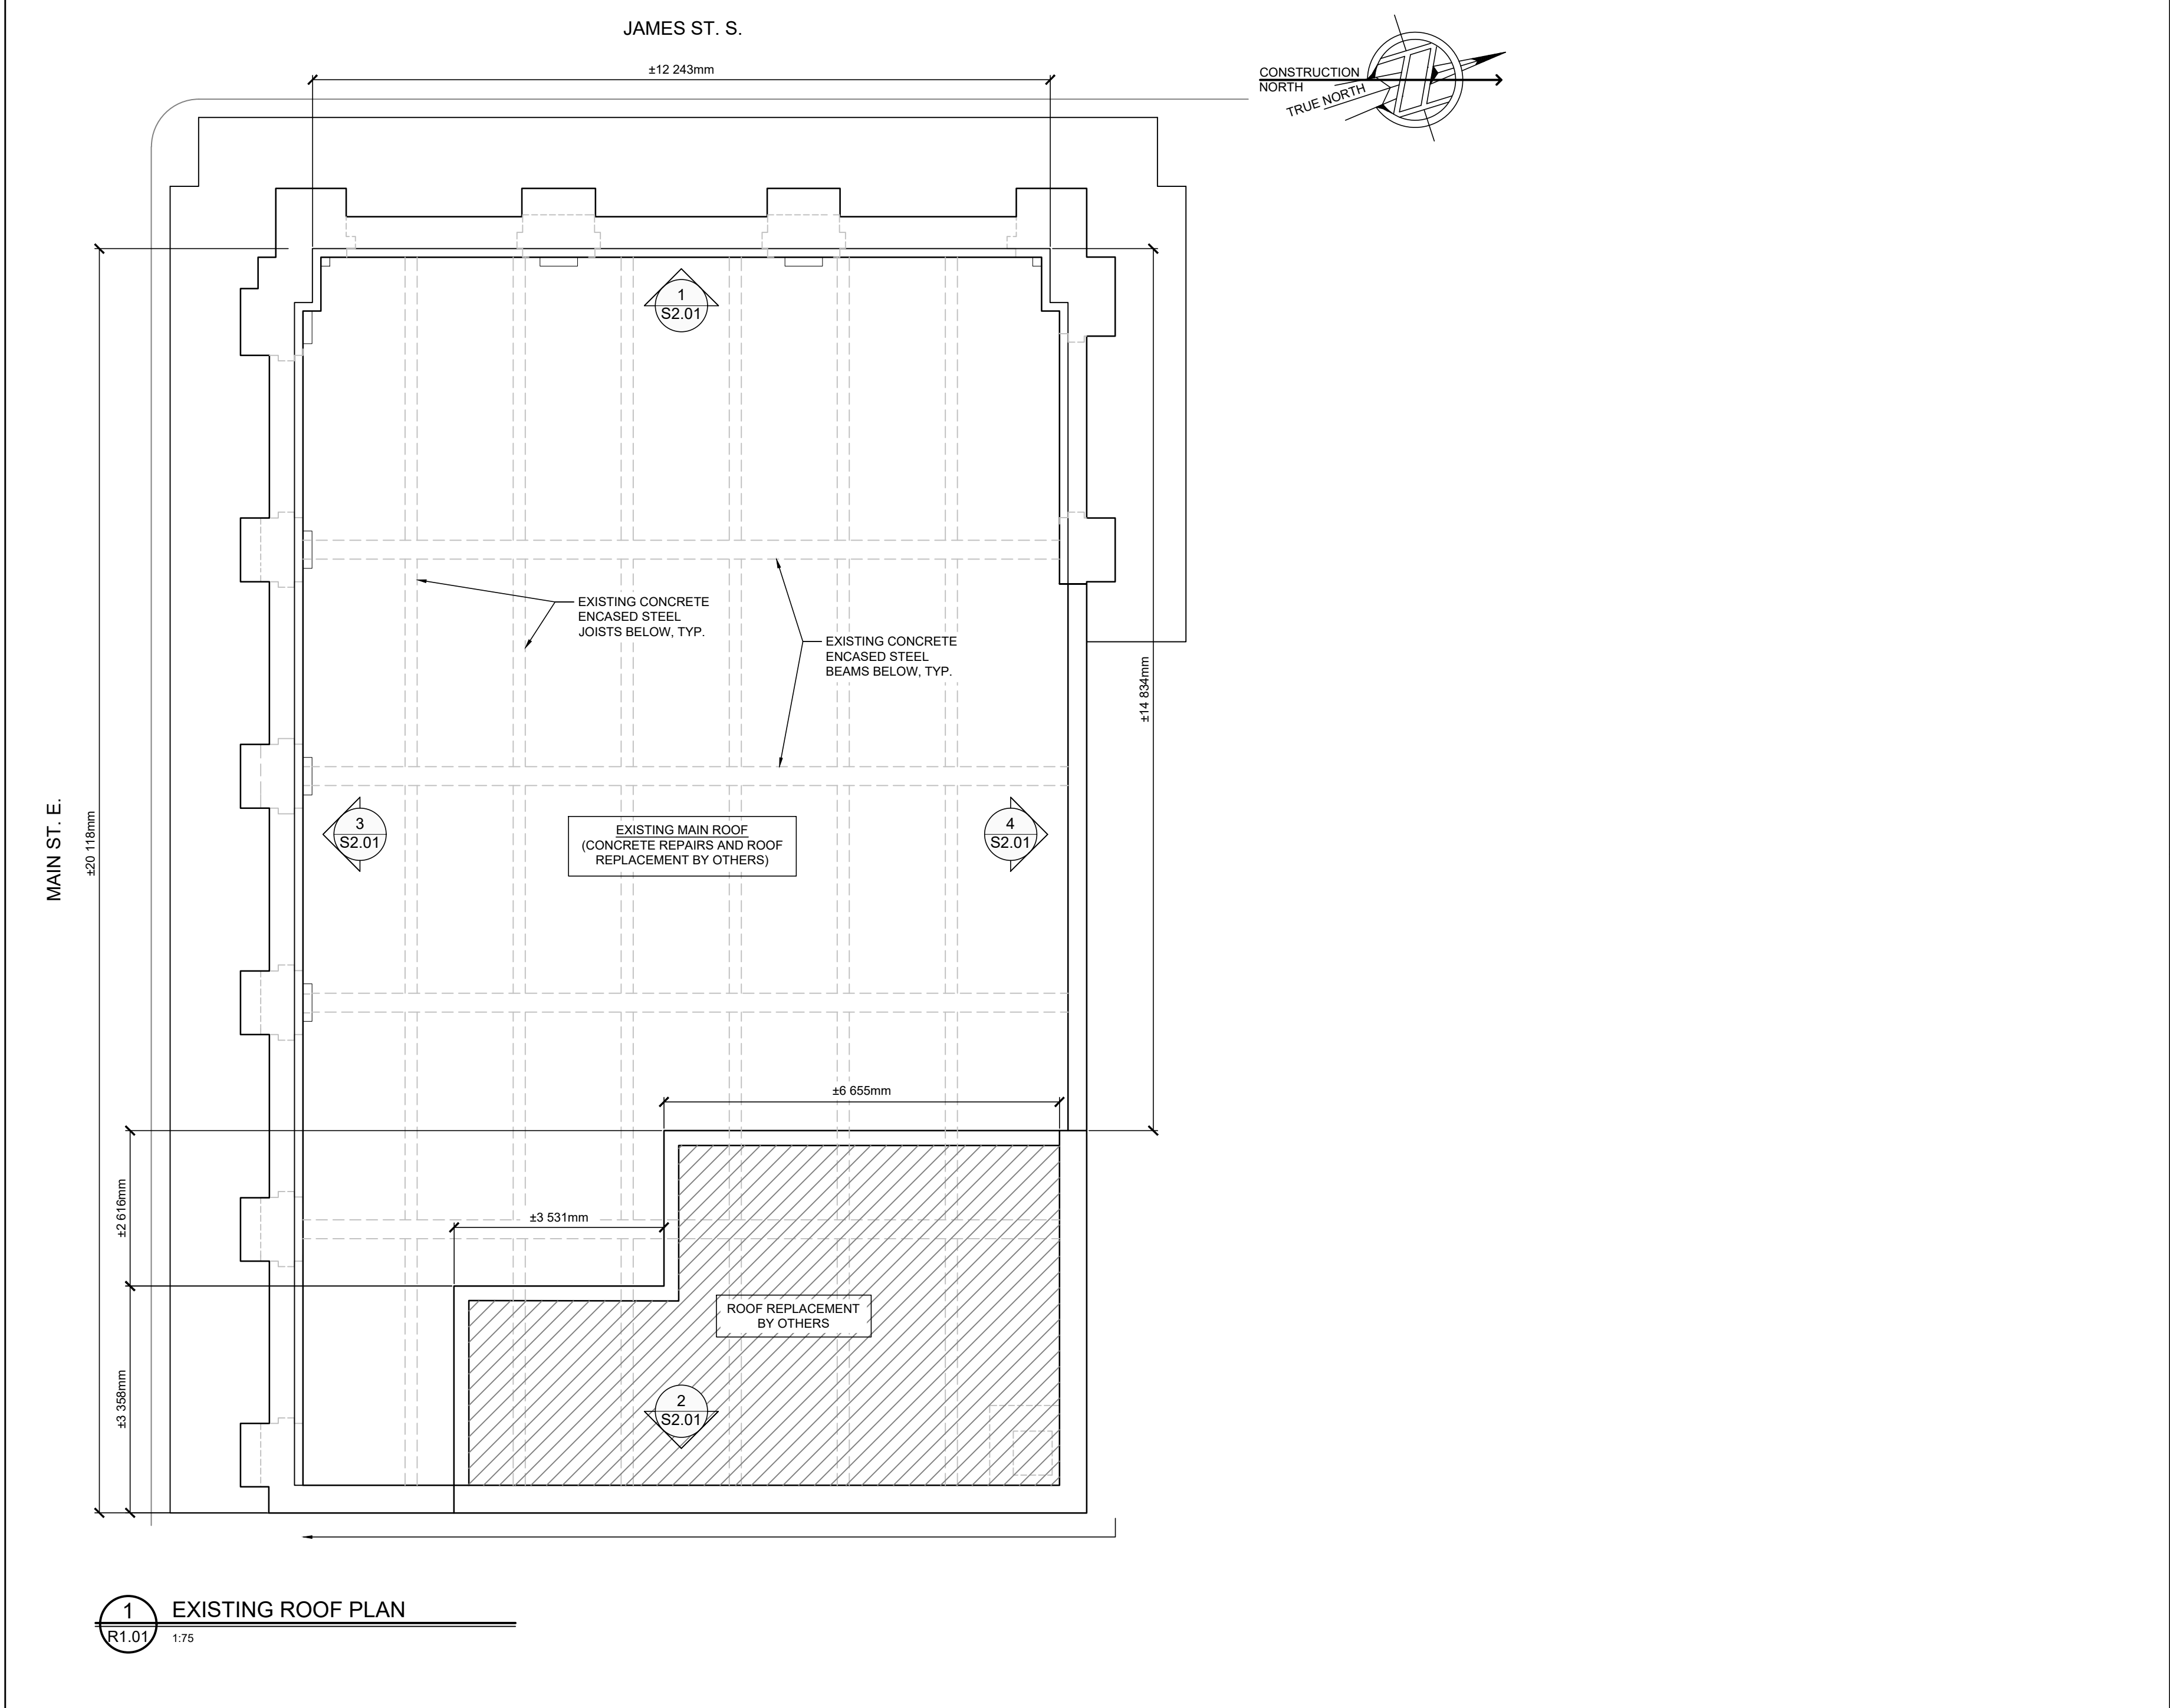 JAMES ST. S.
±12 243mm
CONSTRUCTION
NORTH
TRUE NORTH
1
S2.01
EXISTING CONCRETE
ENCASED STEEL
JOISTS BELOW, TYP.
EXISTING CONCRETE
ENCASED STEEL
BEAMS BELOW, TYP.
±14 834mm
MAIN ST. E.
±20 118mm
3
S2.01
EXISTING MAIN ROOF
(CONCRETE REPAIRS AND ROOF
REPLACEMENT BY OTHERS)
4
S2.01
±6 655mm
±2 616mm
±3 531mm
ROOF REPLACEMENT
BY OTHERS
±3 358mm
2
S2.01
1
R1.01
EXISTING ROOF PLAN
1:75